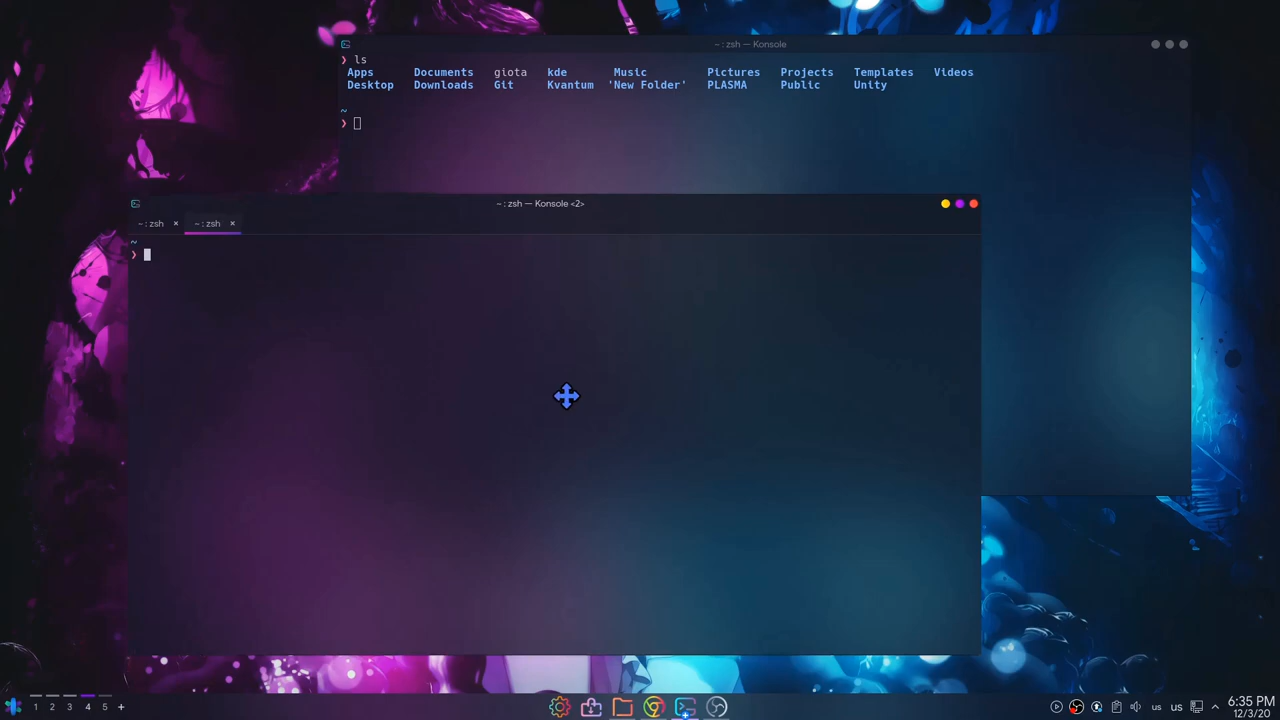 ~ : zsh — Konsole
❯ ls
Apps Documents giota kde Music Pictures Projects Templates Videos
Desktop Downloads Git Kvantum 'New Folder' PLASMA Public Unity
~
❯
~ : zsh — Konsole <2>
~ : zsh × ~ : zsh ×
~
❯
1 2 3 4 5 +
us us
6:35 PM
12/3/20